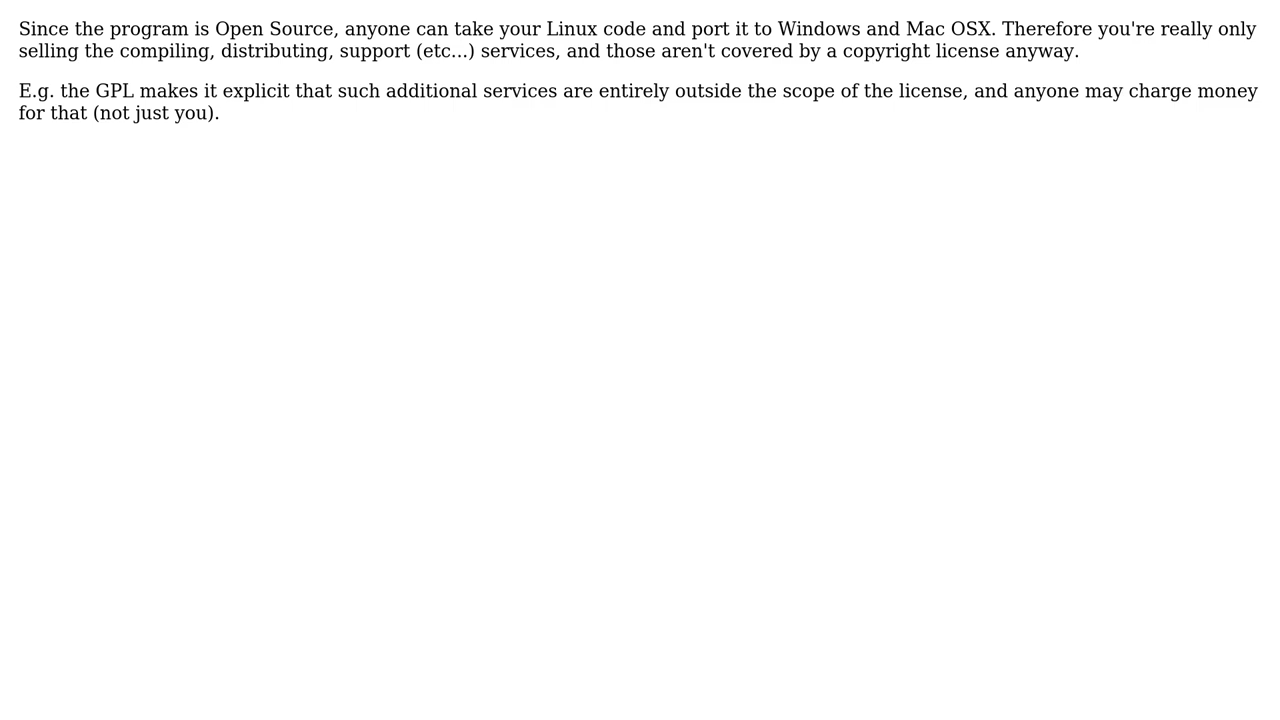 Since the program is Open Source, anyone can take your Linux code and port it to Windows and Mac OSX. Therefore you're really only
selling the compiling, distributing, support (etc...) services, and those aren't covered by a copyright license anyway.
E.g. the GPL makes it explicit that such additional services are entirely outside the scope of the license, and anyone may charge money
for that (not just you).